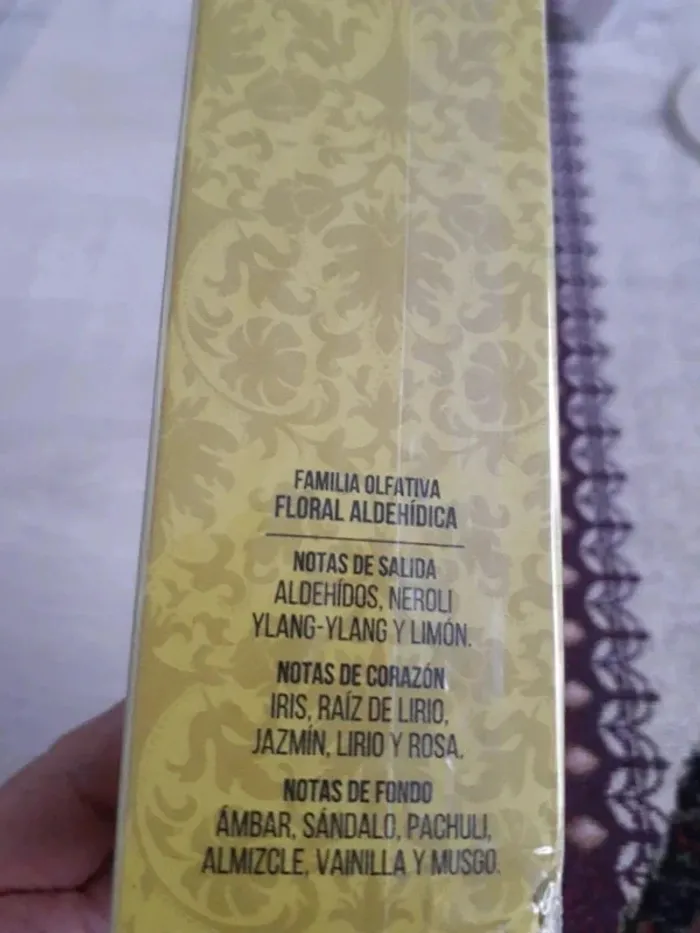 FAMILIA OLFATIVA
FLORAL ALDEHÍDICA
NOTAS DE SALIDA
ALDEHÍDOS, NEROLI
YLANG-YLANG Y LIMÓN.
NOTAS DE CORAZÓN
IRIS, RAÍZ DE LIRIO,
JAZMÍN, LIRIO Y ROSA.
NOTAS DE FONDO
ÁMBAR, SÁNDALO, PACHULI,
ALMIZCLE, VAINILLA Y MUSGO.